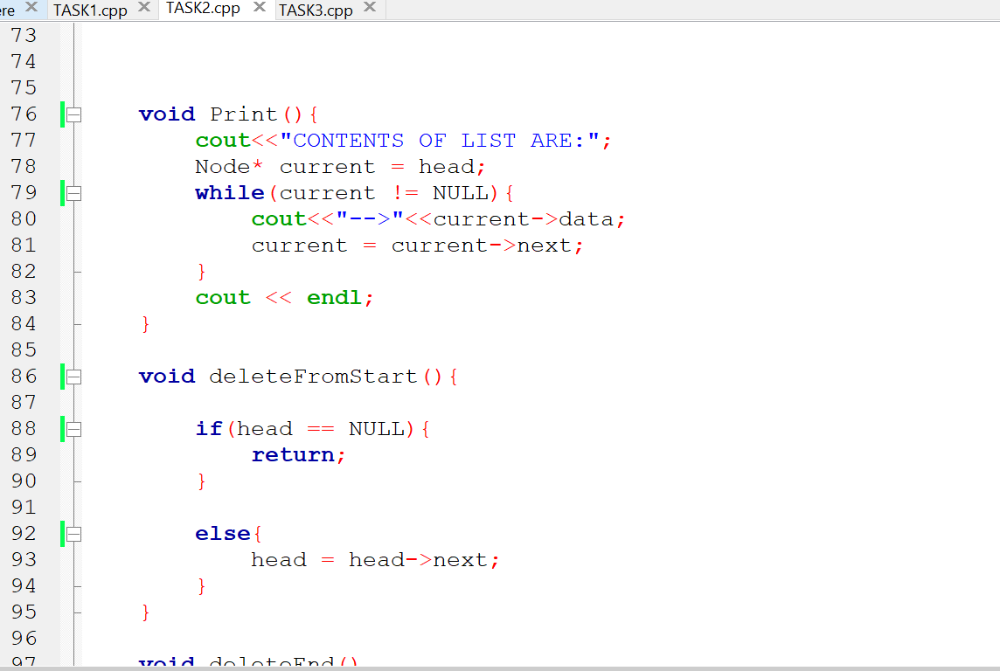 ere TASK1.cpp TASK2.cpp TASK3.cpp
73
74
75
76 void Print(){
77 cout<<"CONTENTS OF LIST ARE:";
78 Node* current = head;
79 while(current != NULL){
80 cout<<"-->"<<current->data;
81 current = current->next;
82 }
83 cout << endl;
84 }
85
86 void deleteFromStart(){
87
88 if(head == NULL){
89 return;
90 }
91
92 else{
93 head = head->next;
94 }
95 }
96
97 void deleteEnd()